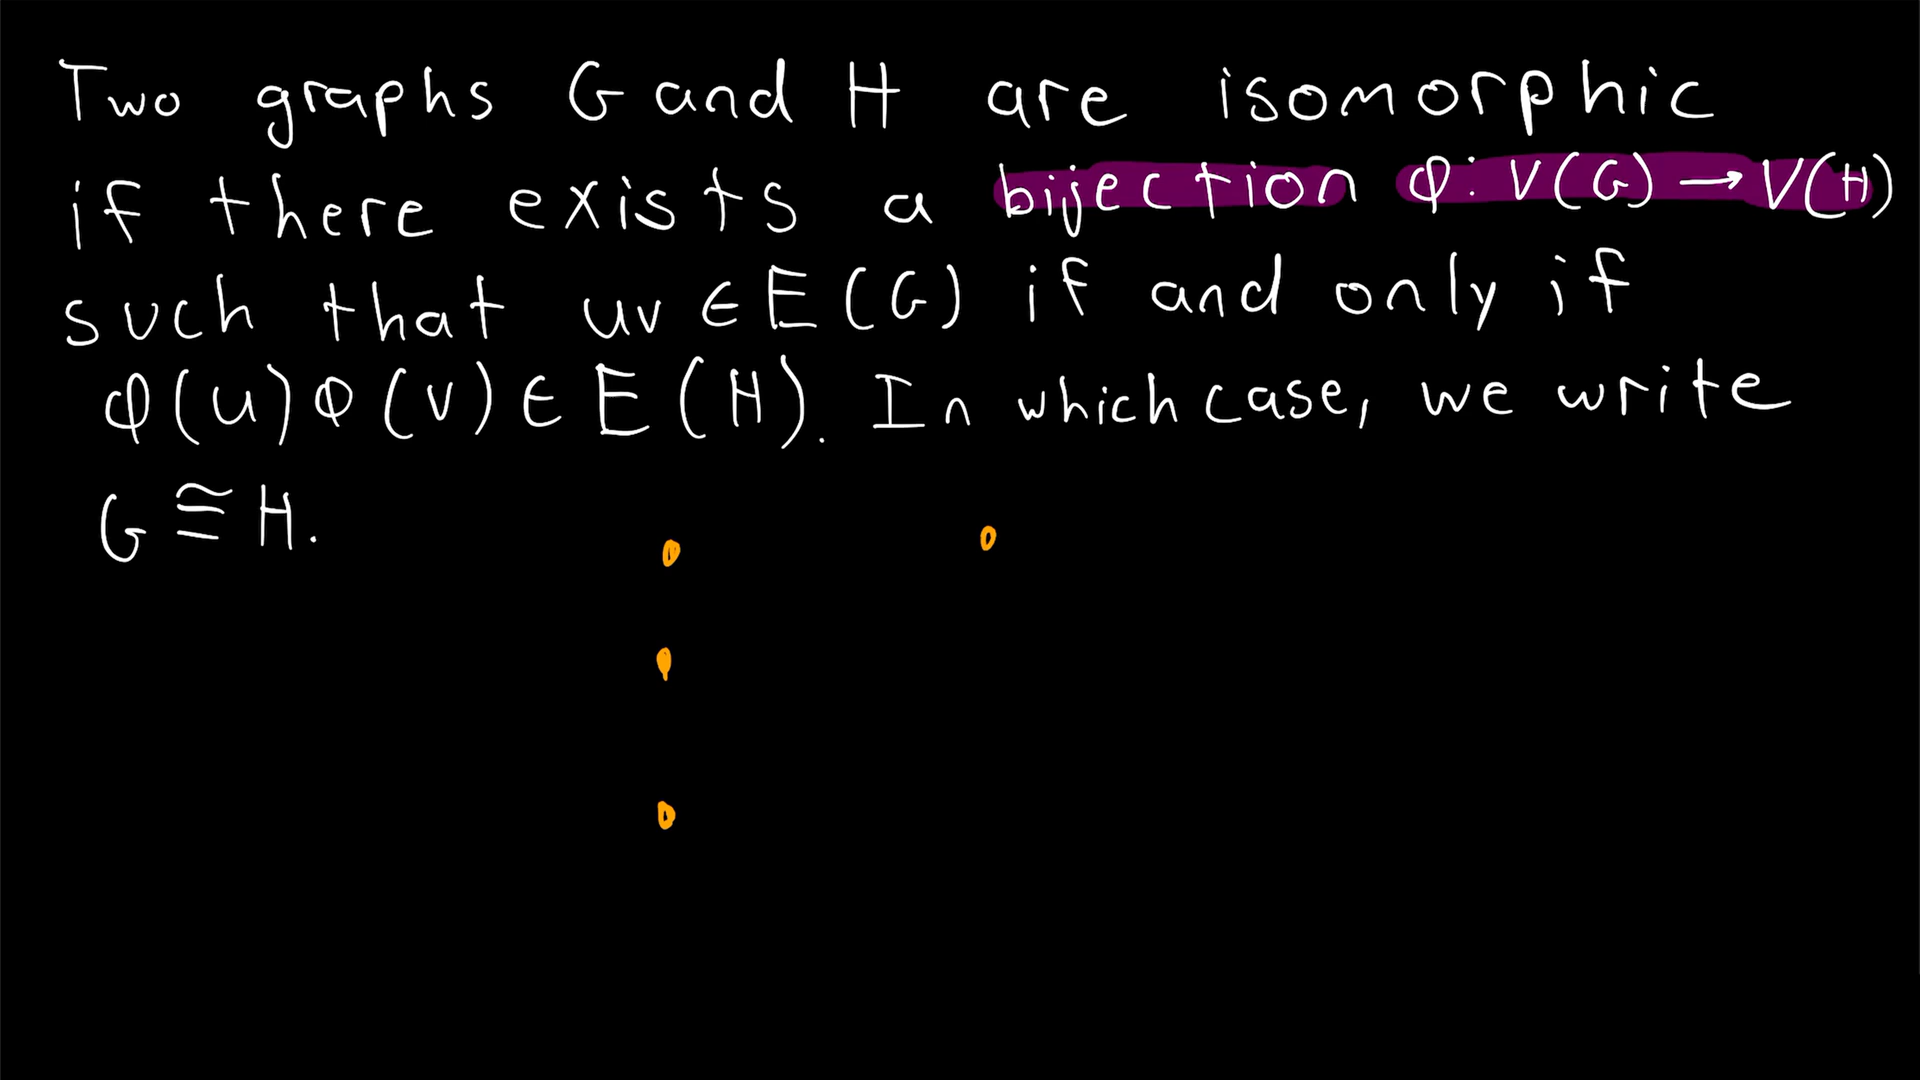 Two graphs G and H are isomorphic
if there exists a bijection φ: V(G) → V(H)
such that uv ∈ E(G) if and only if
φ(u)φ(v) ∈ E(H). In which case, we write
G ≅ H.